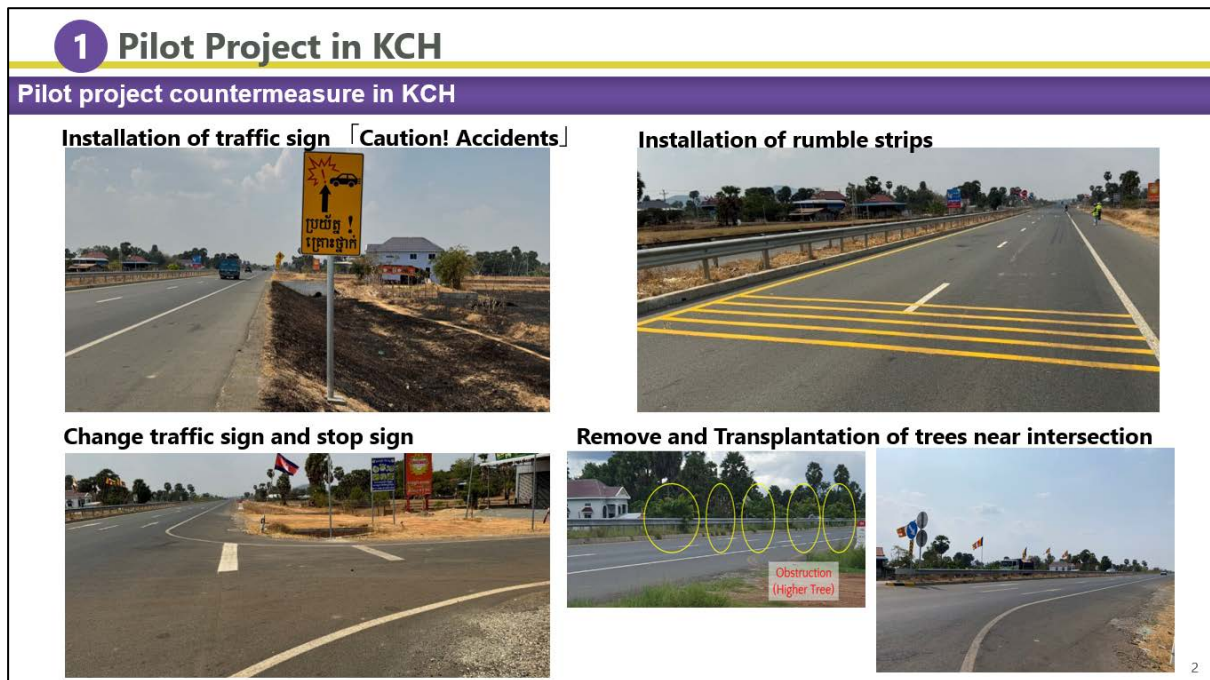 1 Pilot Project in KCH
Pilot project countermeasure in KCH
Installation of traffic sign 「Caution! Accidents」
Installation of rumble strips
ប្រយ័ត្ន !
គ្រោះថ្នាក់
Change traffic sign and stop sign
Remove and Transplantation of trees near intersection
Obstruction
(Higher Tree)
2